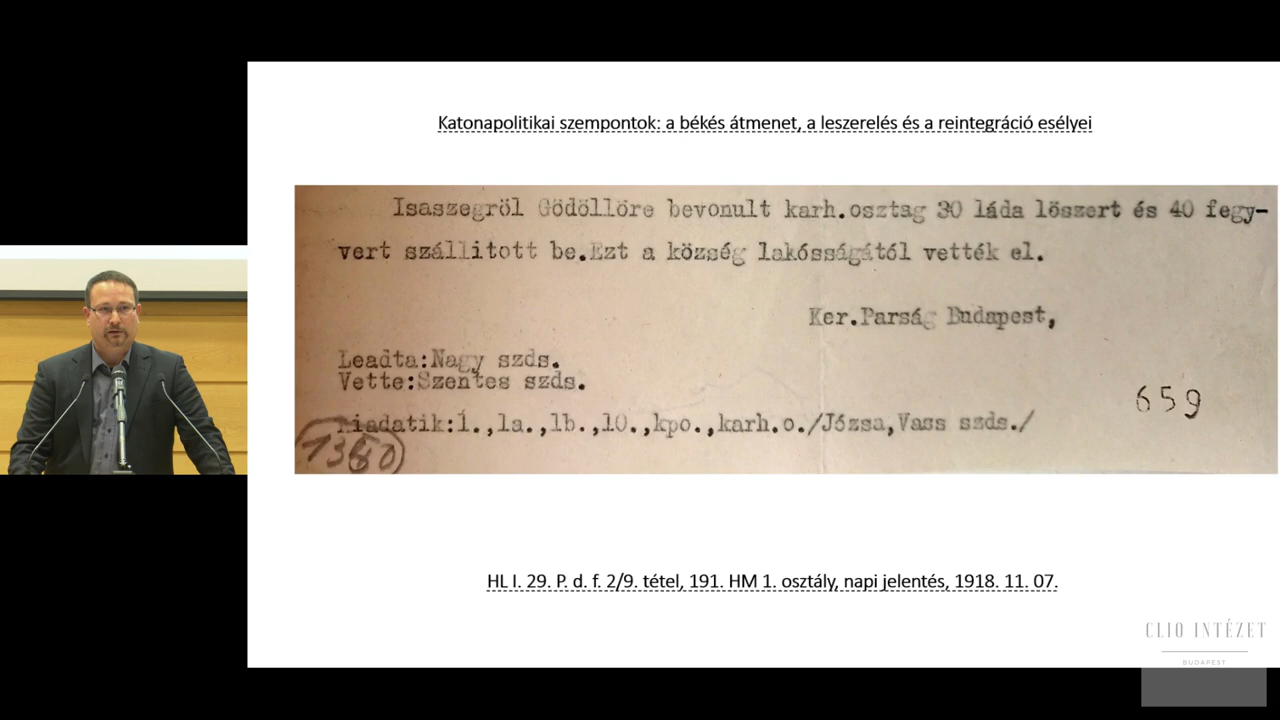 Katonapolitikai szempontok: a békés átmenet, a leszerelés és a reintegráció esélyei
Isaszegröl Gödöllöre bevonult karh.osztag 30 láda löszert és 40 fegy-
vert szállitott be.Ezt a község lakósságától vették el.
Ker.Parság Budapest,
Leadta:Nagy szds.
Vette:Szentes szds.
659
Kiadatik:1.,1a.,1b.,10.,kpo.,karh.o./Józsa,Vass szds./
1380
HL I. 29. P. d. f. 2/9. tétel, 191. HM 1. osztály, napi jelentés, 1918. 11. 07.
CLIO INTÉZET
BUDAPEST